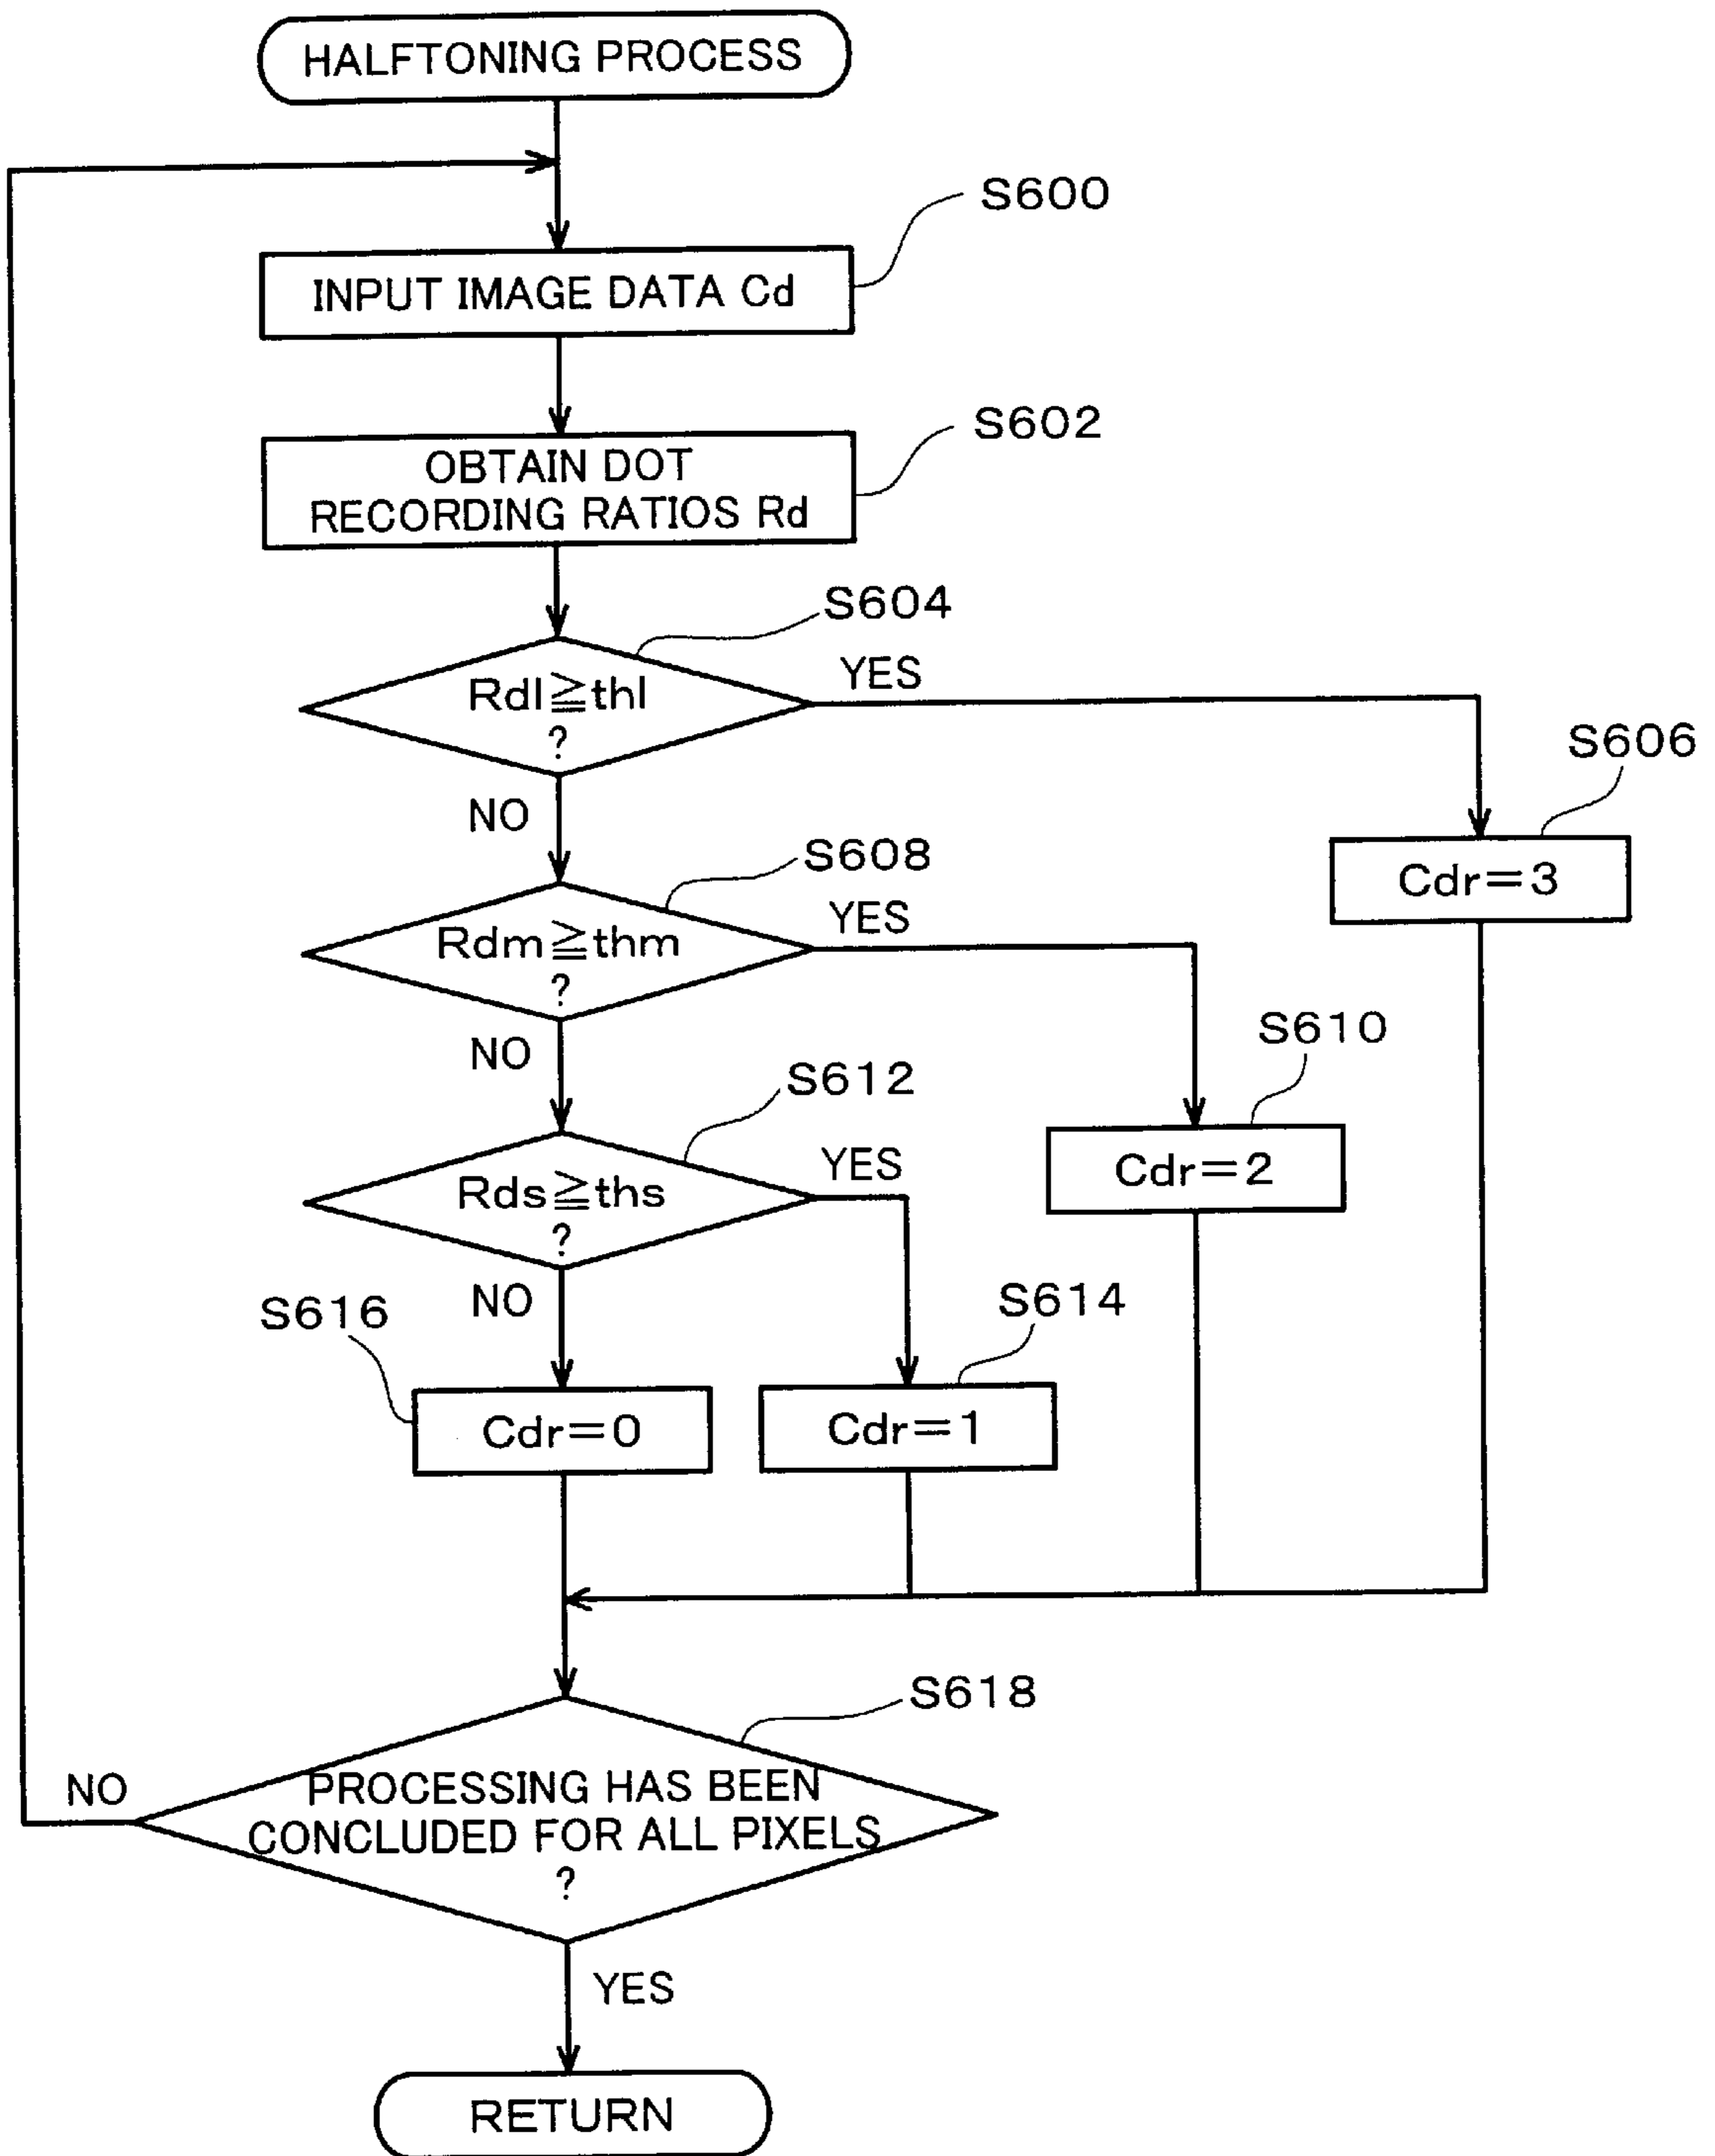 HALFTONING PROCESS
S600
INPUT IMAGE DATA Cd
S602
OBTAIN DOT
RECORDING RATIOS Rd
S604
Rdl≧thl
?
YES
NO
S606
Cdr=3
S608
Rdm≧thm
?
YES
NO
S610
Cdr=2
S612
Rds≧ths
?
YES
NO
S614
Cdr=1
S616
Cdr=0
S618
PROCESSING HAS BEEN
CONCLUDED FOR ALL PIXELS
?
NO
YES
RETURN